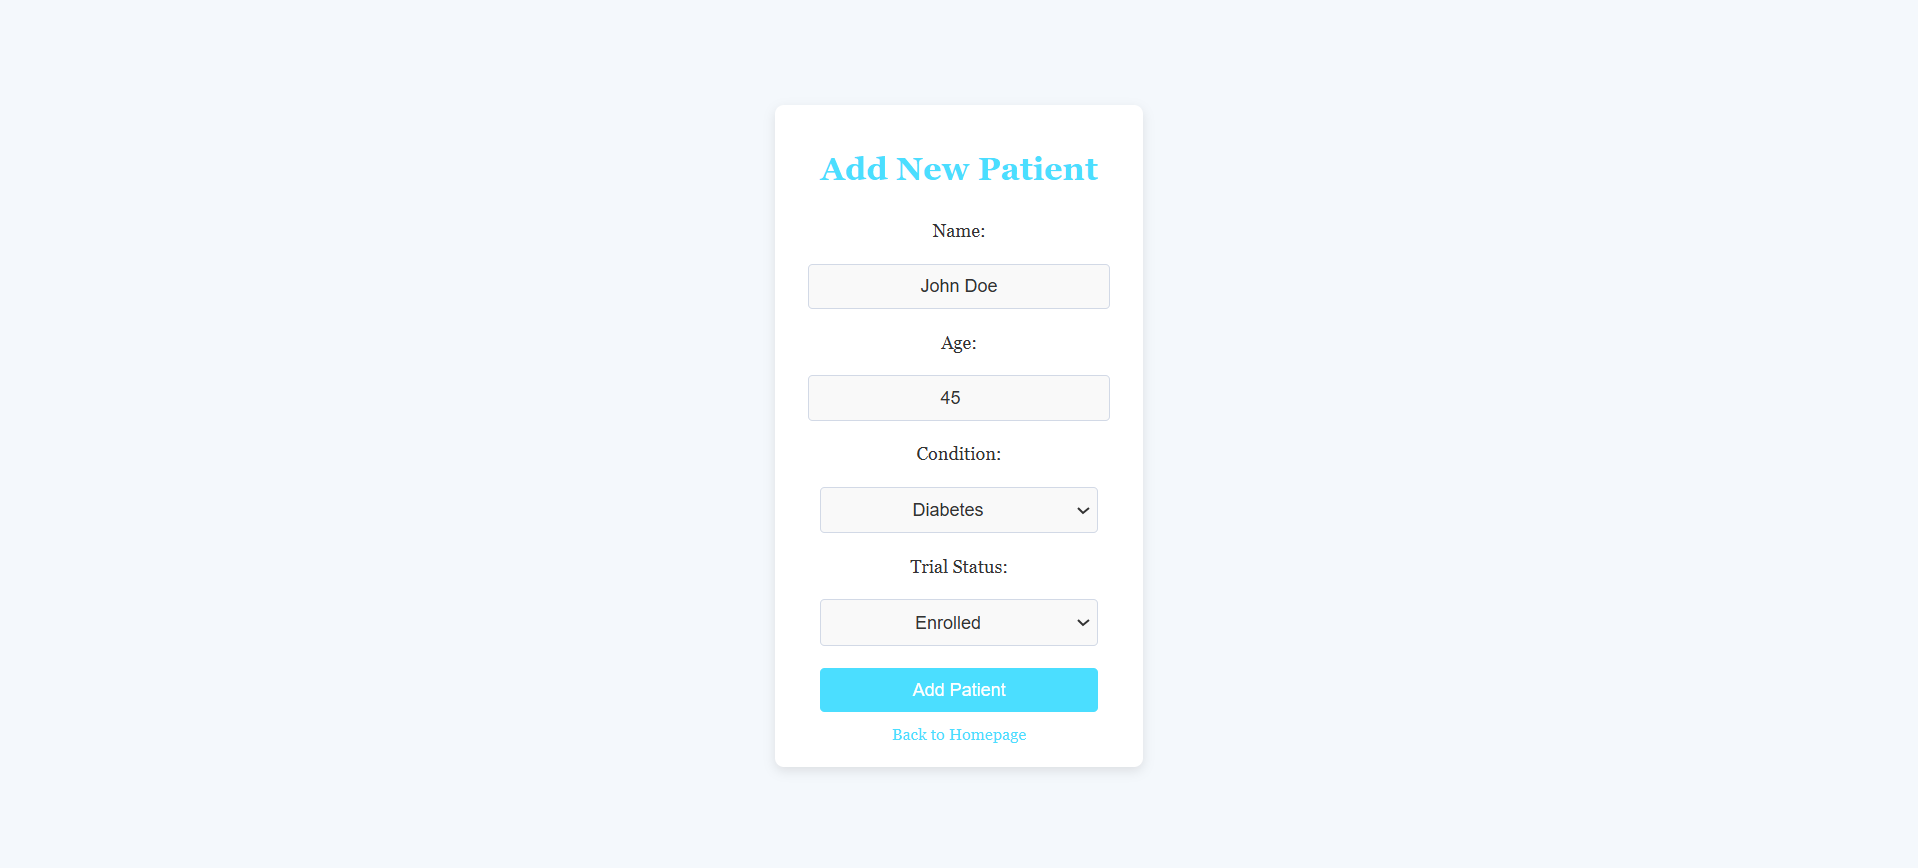 Add New Patient
Name:
John Doe
Age:
45
Condition:
Diabetes
Trial Status:
Enrolled
Add Patient
Back to Homepage